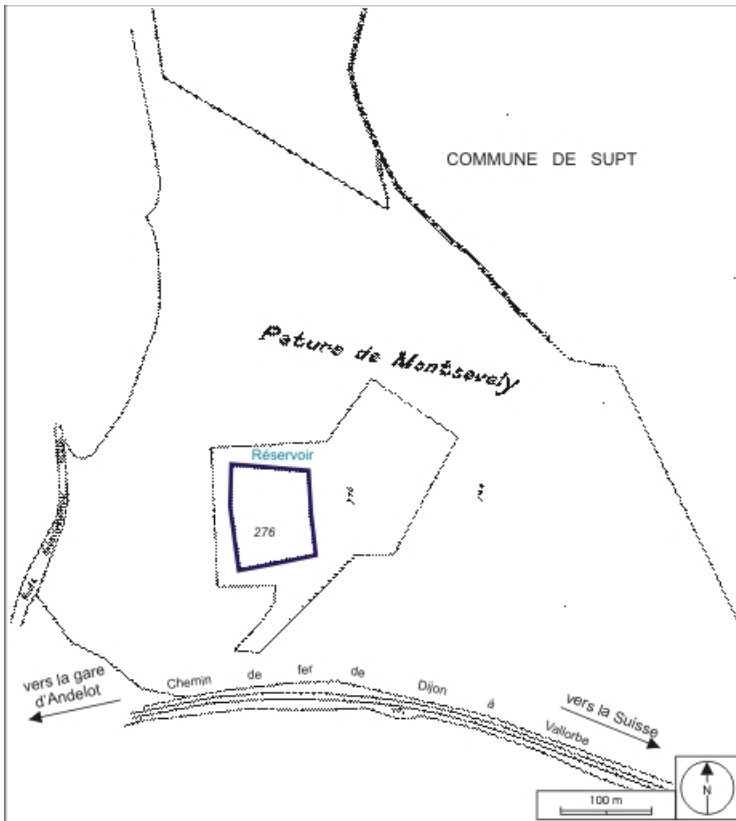 COMMUNE DE SUPT
Pature de Montsevely
Réservoir
276
vers la gare
d'Andelot
Chemin de fer de Dijon à Vallorbe
vers la Suisse
N
100 m